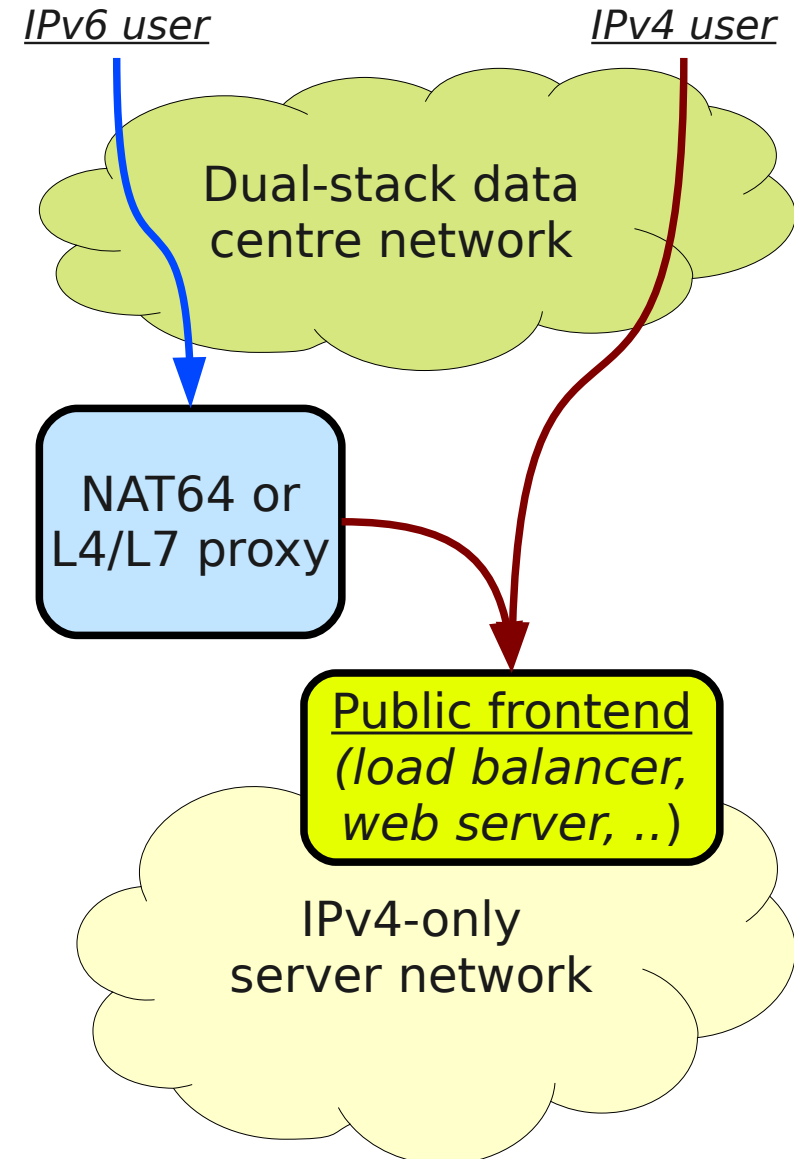 IPv6 user
IPv4 user
Dual-stack data
centre network
NAT64 or
L4/L7 proxy
Public frontend
(load balancer,
web server, ..)
IPv4-only
server network